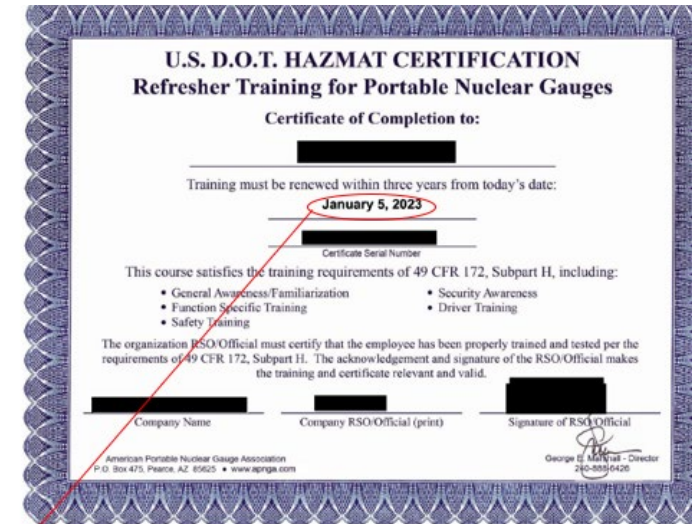 U.S. D.O.T. HAZMAT CERTIFICATION
Refresher Training for Portable Nuclear Gauges
Certificate of Completion to:
Training must be renewed within three years from today's date:
January 5, 2023
Certificate Serial Number
This course satisfies the training requirements of 49 CFR 172, Subpart H, including:
• General Awareness/Familiarization
• Function Specific Training
• Safety Training
• Security Awareness
• Driver Training
The organization RSO/Official must certify that the employee has been properly trained and tested per the
requirements of 49 CFR 172, Subpart H. The acknowledgement and signature of the RSO/Official makes
the training and certificate relevant and valid.
Company Name
Company RSO/Official (print)
Signature of RSO/Official
American Portable Nuclear Gauge Association
P.O. Box 475, Pearce, AZ 85625 • www.apnga.com
George E. Marshall - Director
240-888-6426